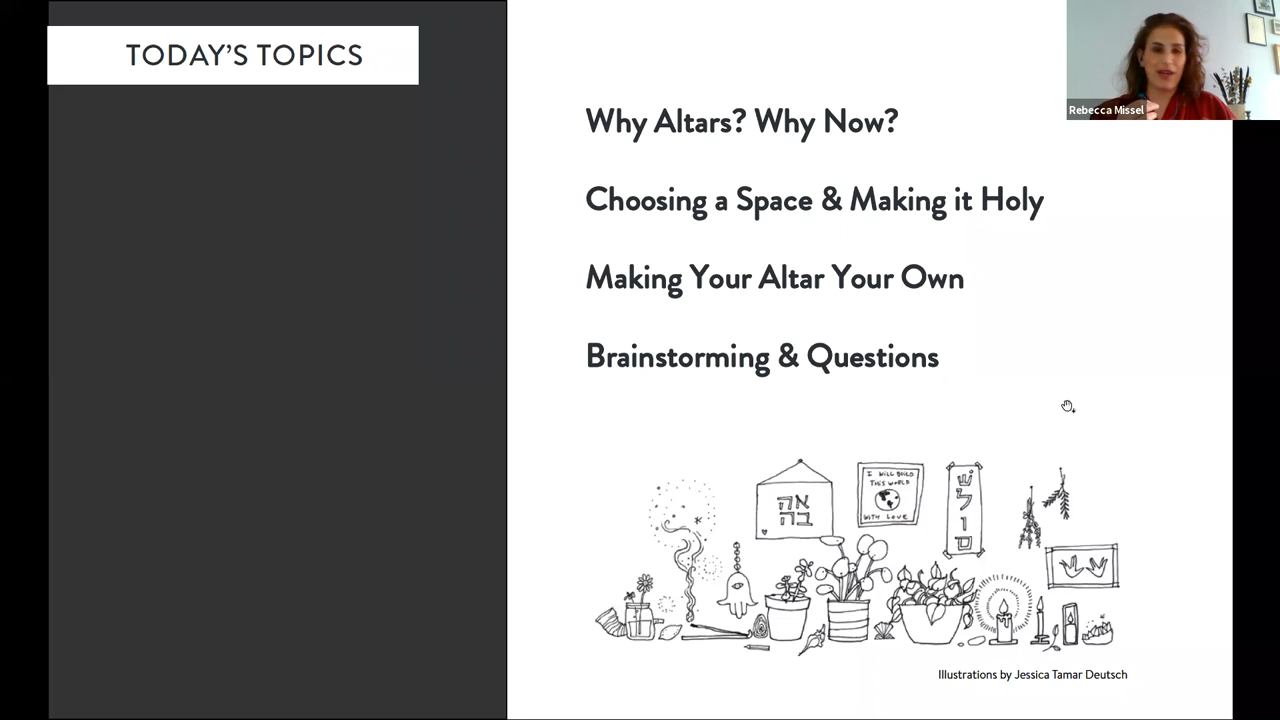 TODAY'S TOPICS
Rebecca Missel
Why Altars? Why Now?
Choosing a Space & Making it Holy
Making Your Altar Your Own
Brainstorming & Questions
אה
בה
I WILL BUILD
THIS WORLD
WITH LOVE
ש
ל
ו
ם
Illustrations by Jessica Tamar Deutsch